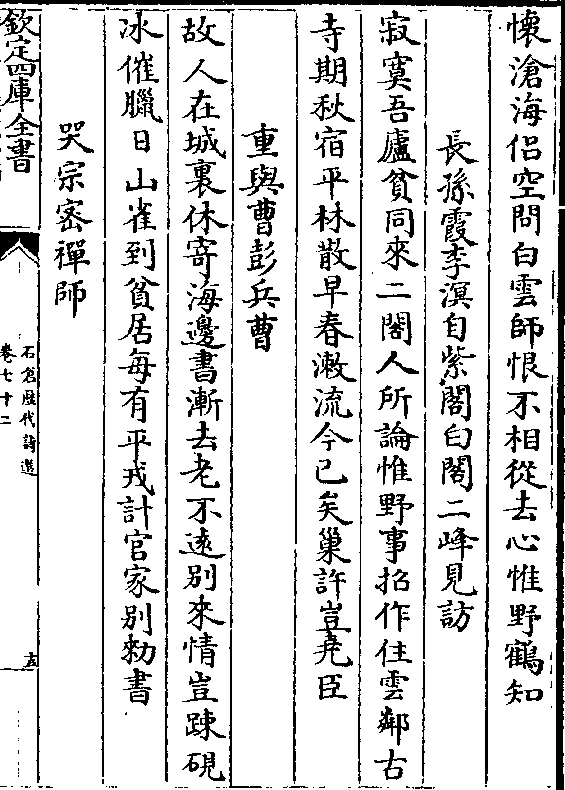 懷滄海侣空問白雲師恨不相從去心惟野鶴知
長孫霞李溟自紫閣白閣二峰見訪
寂寞吾廬貧同來二閣人所論惟野事招作住雲鄰古
寺期秋宿平林散早春漱流今已矣巢許豈堯臣
重與曹彭兵曹
故人在城裏休寄海邊書漸去老不逺别來情豈踈硯
冰催臘日山雀到貧居每有平戎計官家别勑書
哭宗宻禪師
欽定四庫全書
石倉歴代詩選
卷七十二